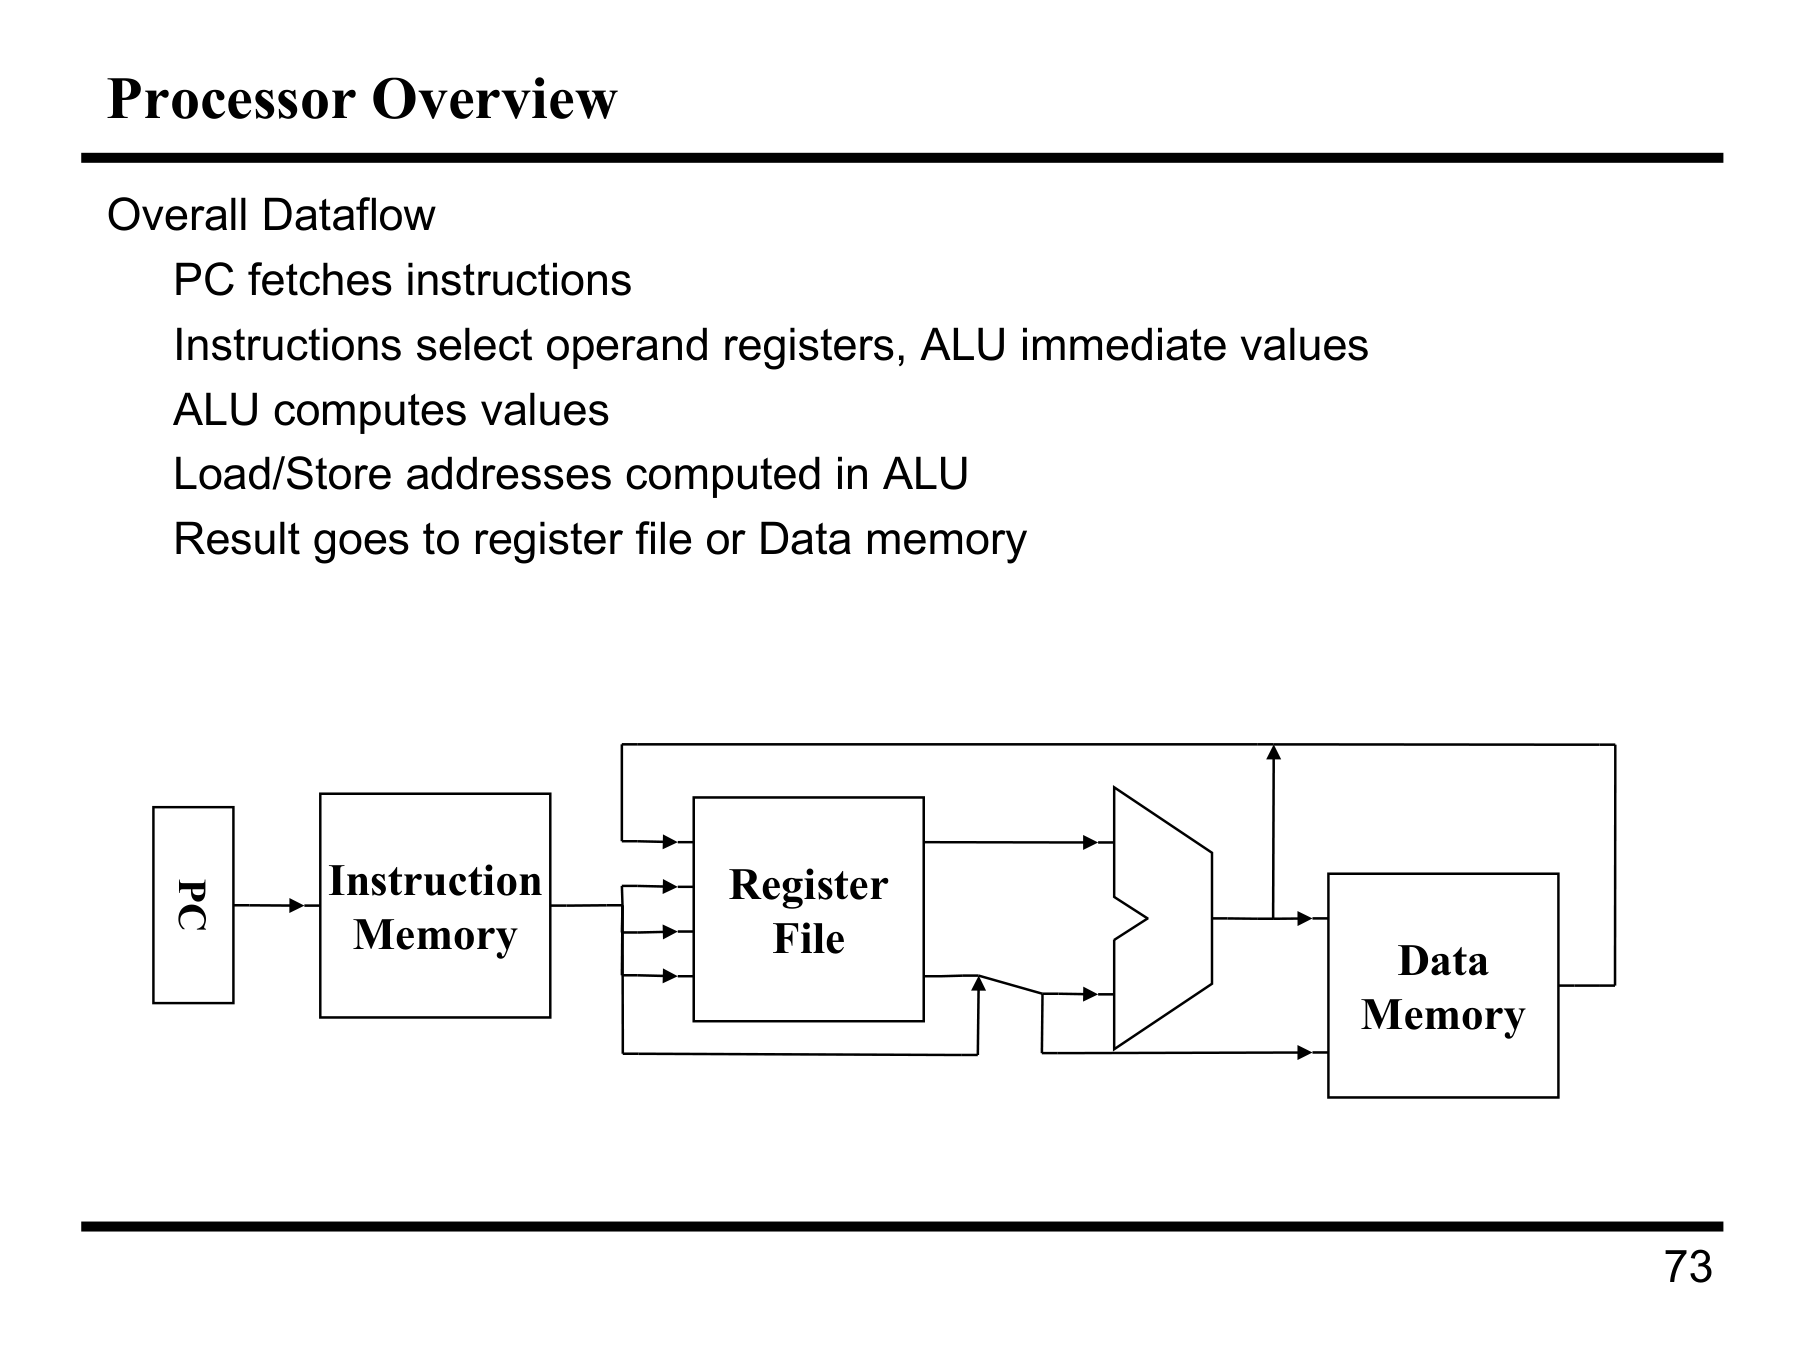 Processor Overview
Overall Dataflow
PC fetches instructions
Instructions select operand registers, ALU immediate values
ALU computes values
Load/Store addresses computed in ALU
Result goes to register file or Data memory
PC
Instruction
Memory
Register
File
Data
Memory
73